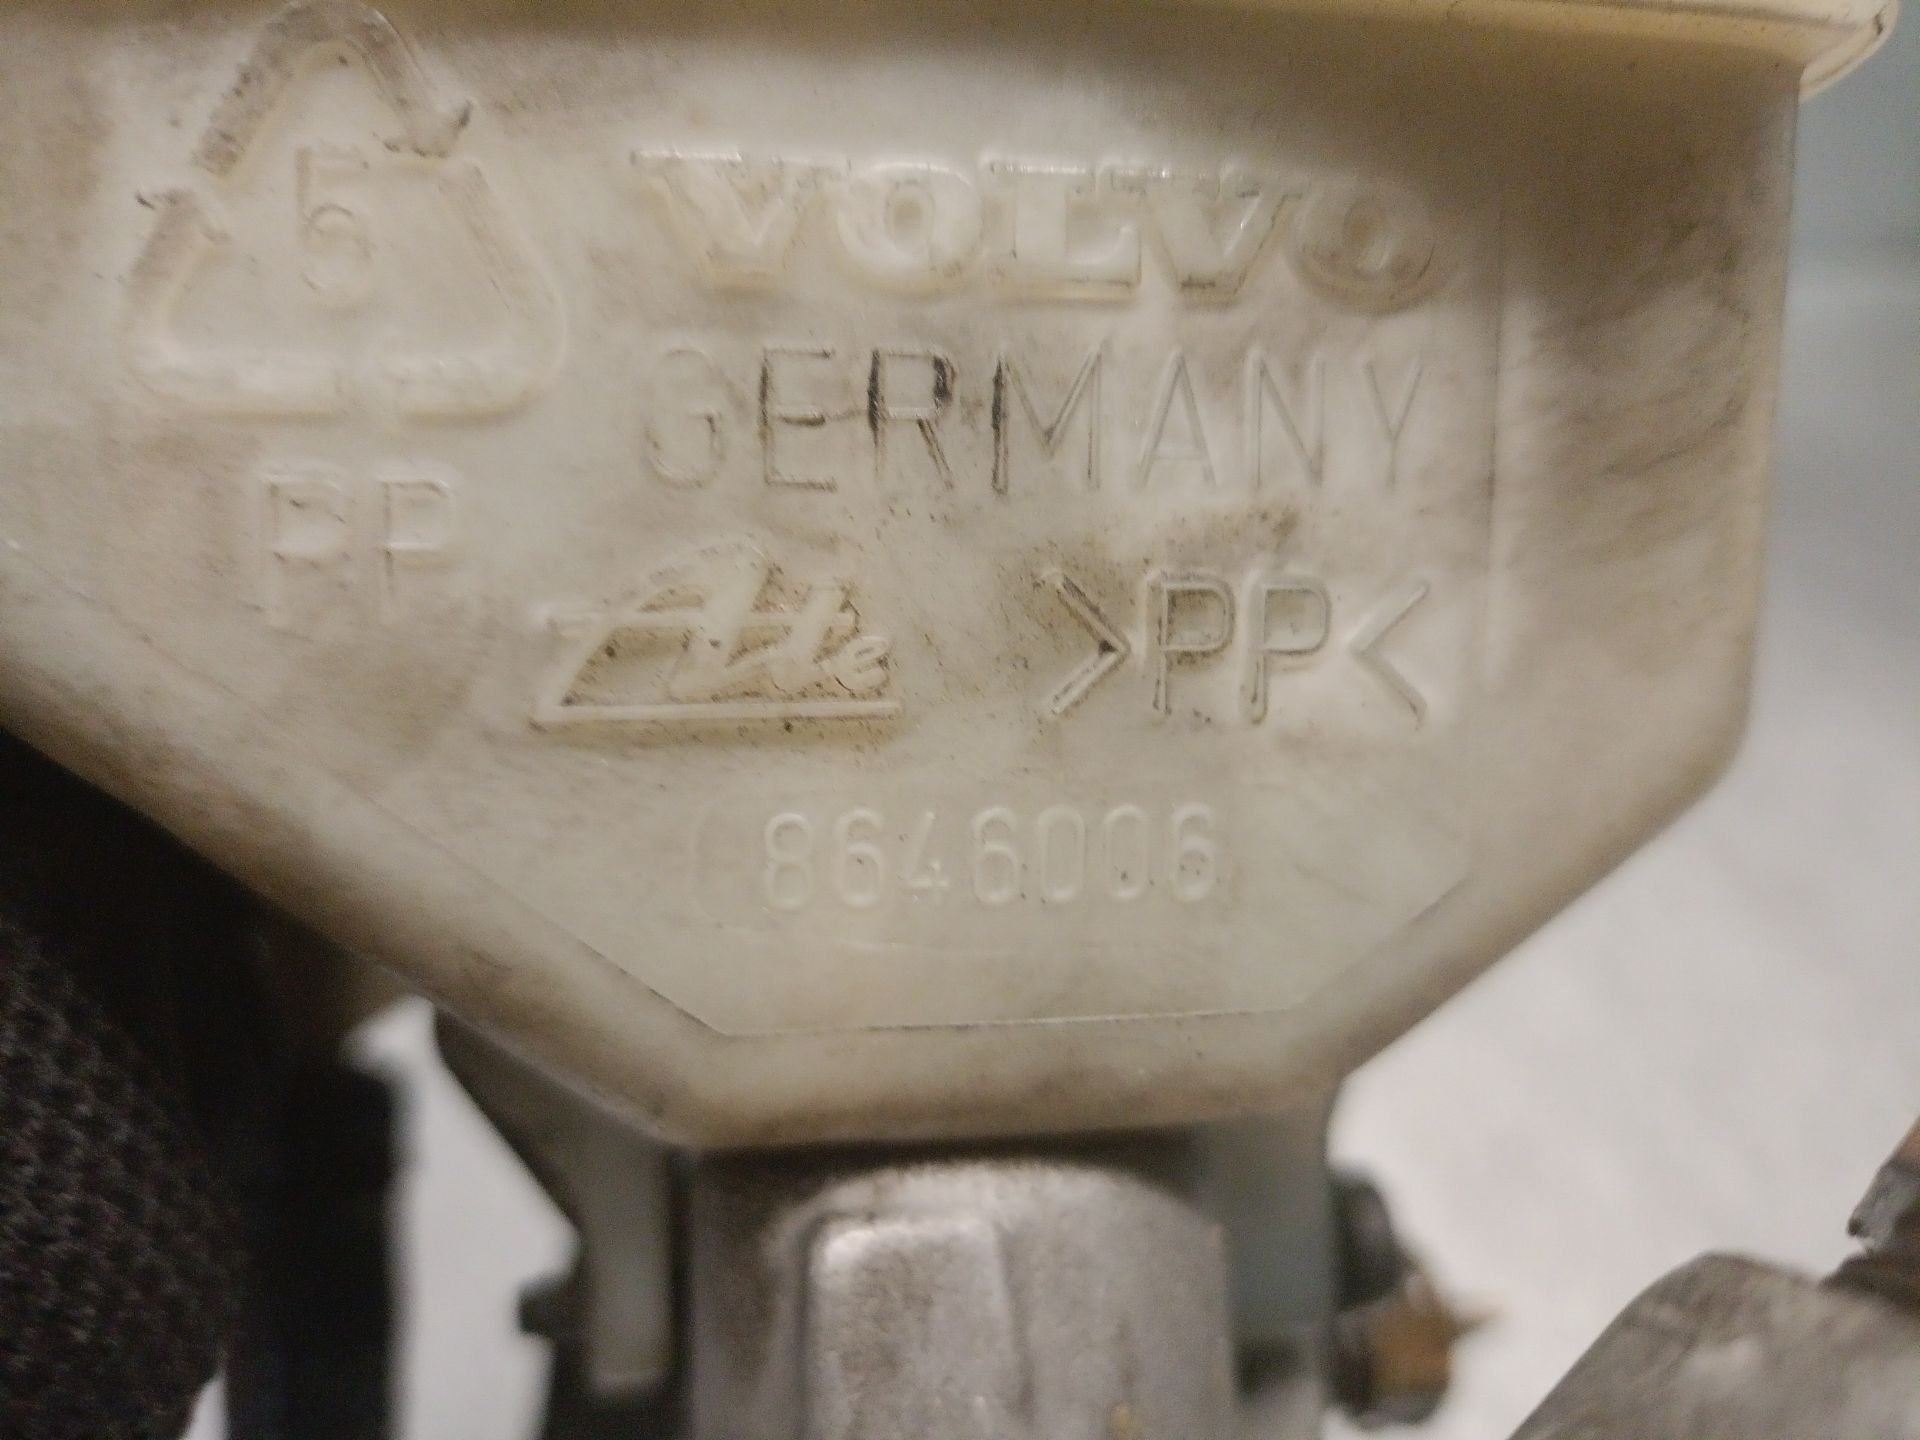 5
VOLVO
GERMANY
PP
Ate
>PP<
8646006